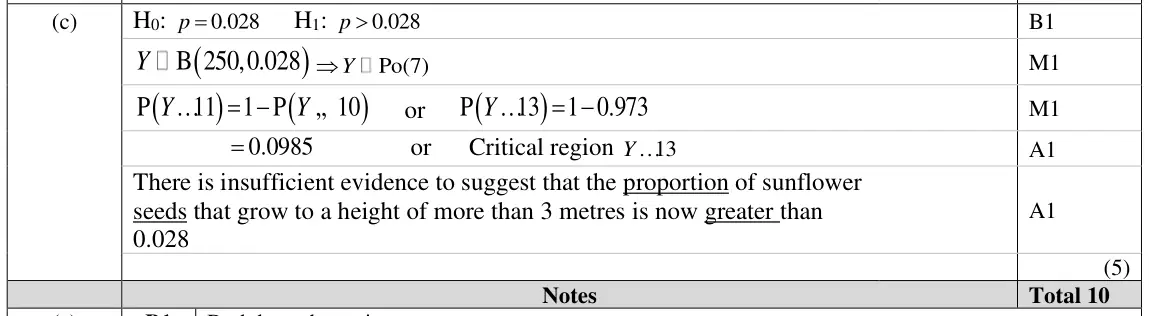 (c) H₀: p = 0.028 H₁: p > 0.028 B1
Y □ B(250,0.028) ⇒ Y □ Po(7) M1
P(Y…11) = 1 − P(Y „ 10) or P(Y…13) = 1 − 0.973 M1
= 0.0985 or Critical region Y…13 A1
There is insufficient evidence to suggest that the proportion of sunflower
seeds that grow to a height of more than 3 metres is now greater than A1
0.028
(5)
Notes Total 10